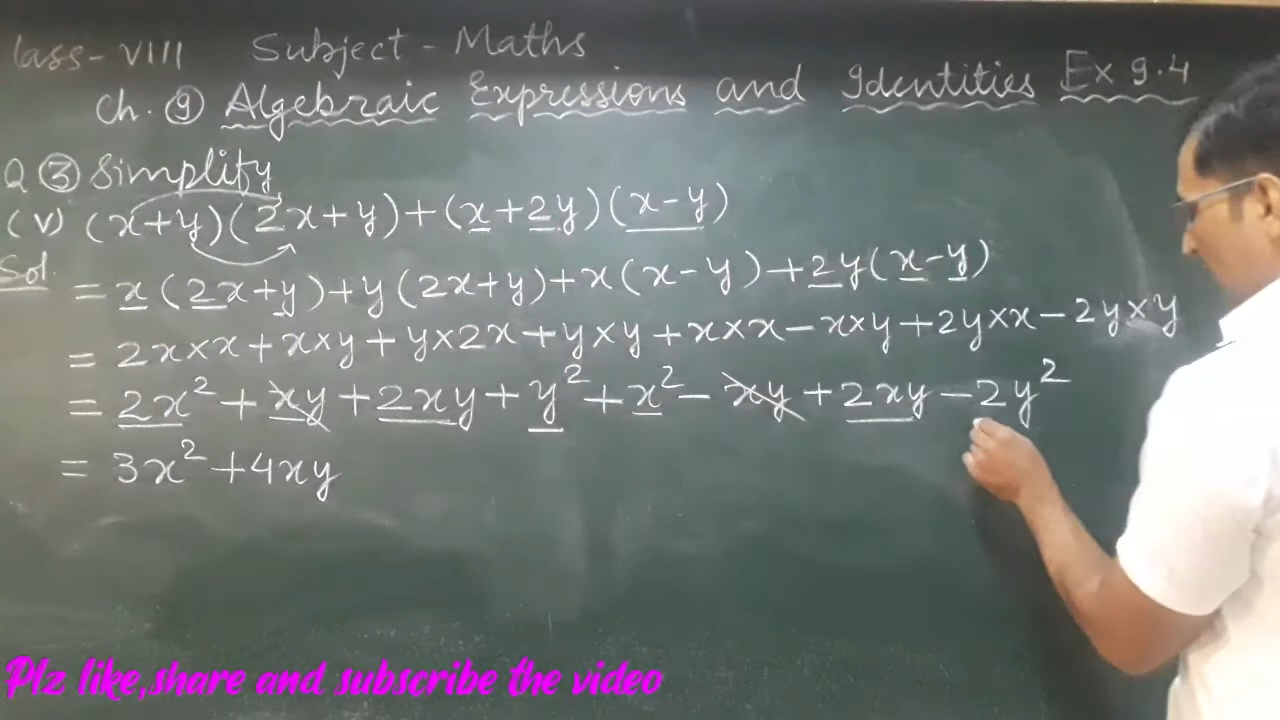 lass-VIII Subject - Maths
Ch. ⑨ Algebraic Expressions and Identities Ex 9.4
Q ③ Simplify
(v) (x+y)(2x+y)+(x+2y)(x-y)
Sol.
= x(2x+y)+y(2x+y)+x(x-y)+2y(x-y)
= 2x×x+x×y+y×2x+y×y+x×x-x×y+2y×x-2y×y
= 2x²+xy+2xy+y²+x²-xy+2xy-2y²
= 3x²+4xy
Plz like,share and subscribe the video